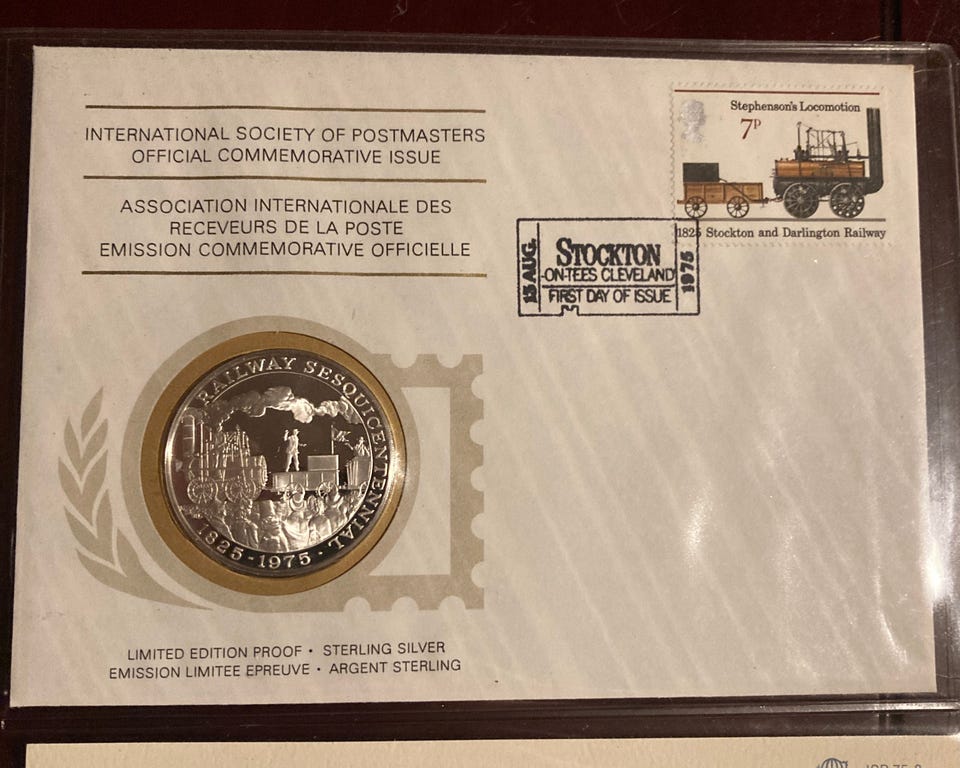 INTERNATIONAL SOCIETY OF POSTMASTERS
OFFICIAL COMMEMORATIVE ISSUE
ASSOCIATION INTERNATIONALE DES
RECEVEURS DE LA POSTE
EMISSION COMMEMORATIVE OFFICIELLE
Stephenson's Locomotion
7P
1825 Stockton and Darlington Railway
STOCKTON
-ON-TEES CLEVELAND
FIRST DAY OF ISSUE
AUG.
1975
RAILWAY SESQUICENTENNIAL
1825-1975
LIMITED EDITION PROOF • STERLING SILVER
EMISSION LIMITEE EPREUVE • ARGENT STERLING